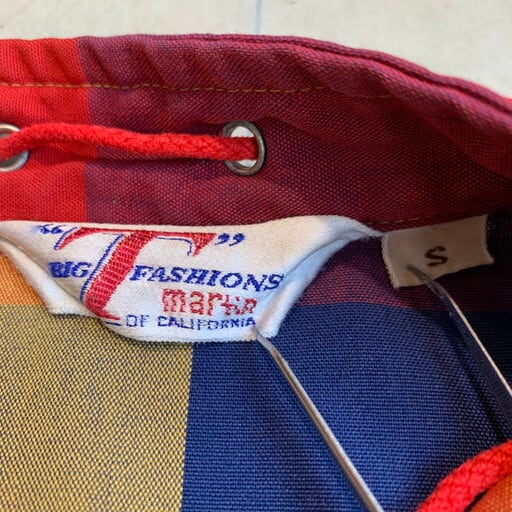 "T"
BIG FASHIONS
martin
OF CALIFORNIA
S